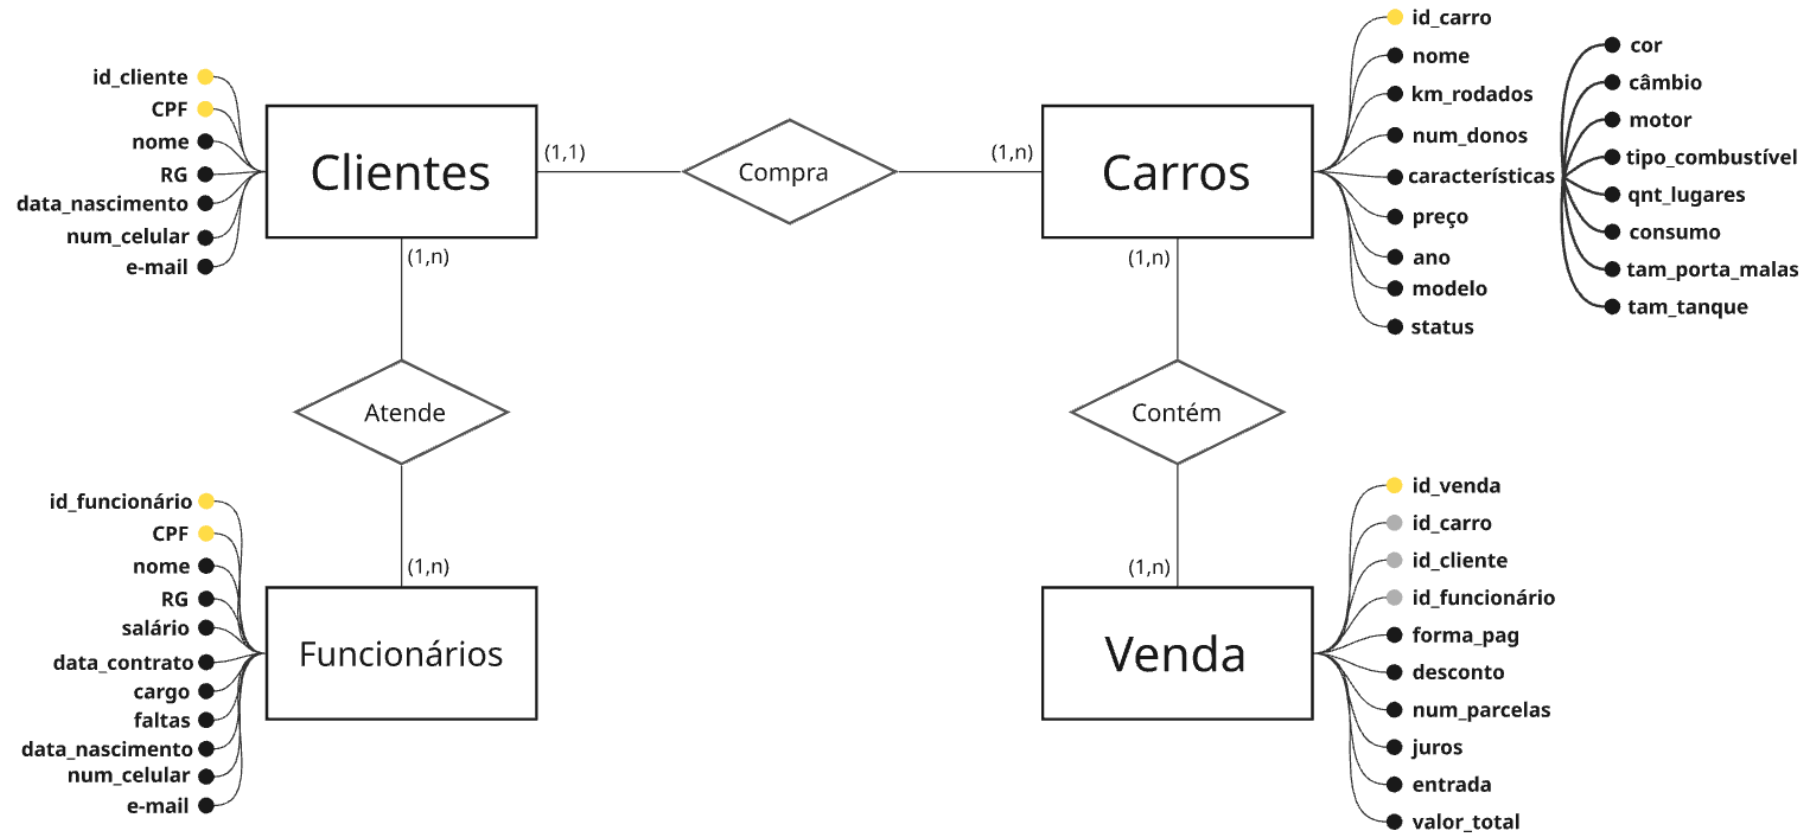 id_cliente
CPF
nome
RG
data_nascimento
num_celular
e-mail
Clientes
(1,1)
Compra
(1,n)
Carros
id_carro
nome
km_rodados
num_donos
características
preço
ano
modelo
status
cor
câmbio
motor
tipo_combustível
qnt_lugares
consumo
tam_porta_malas
tam_tanque
(1,n)
Atende
(1,n)
(1,n)
Contém
(1,n)
id_funcionário
CPF
nome
RG
salário
data_contrato
cargo
faltas
data_nascimento
num_celular
e-mail
Funcionários
Venda
id_venda
id_carro
id_cliente
id_funcionário
forma_pag
desconto
num_parcelas
juros
entrada
valor_total